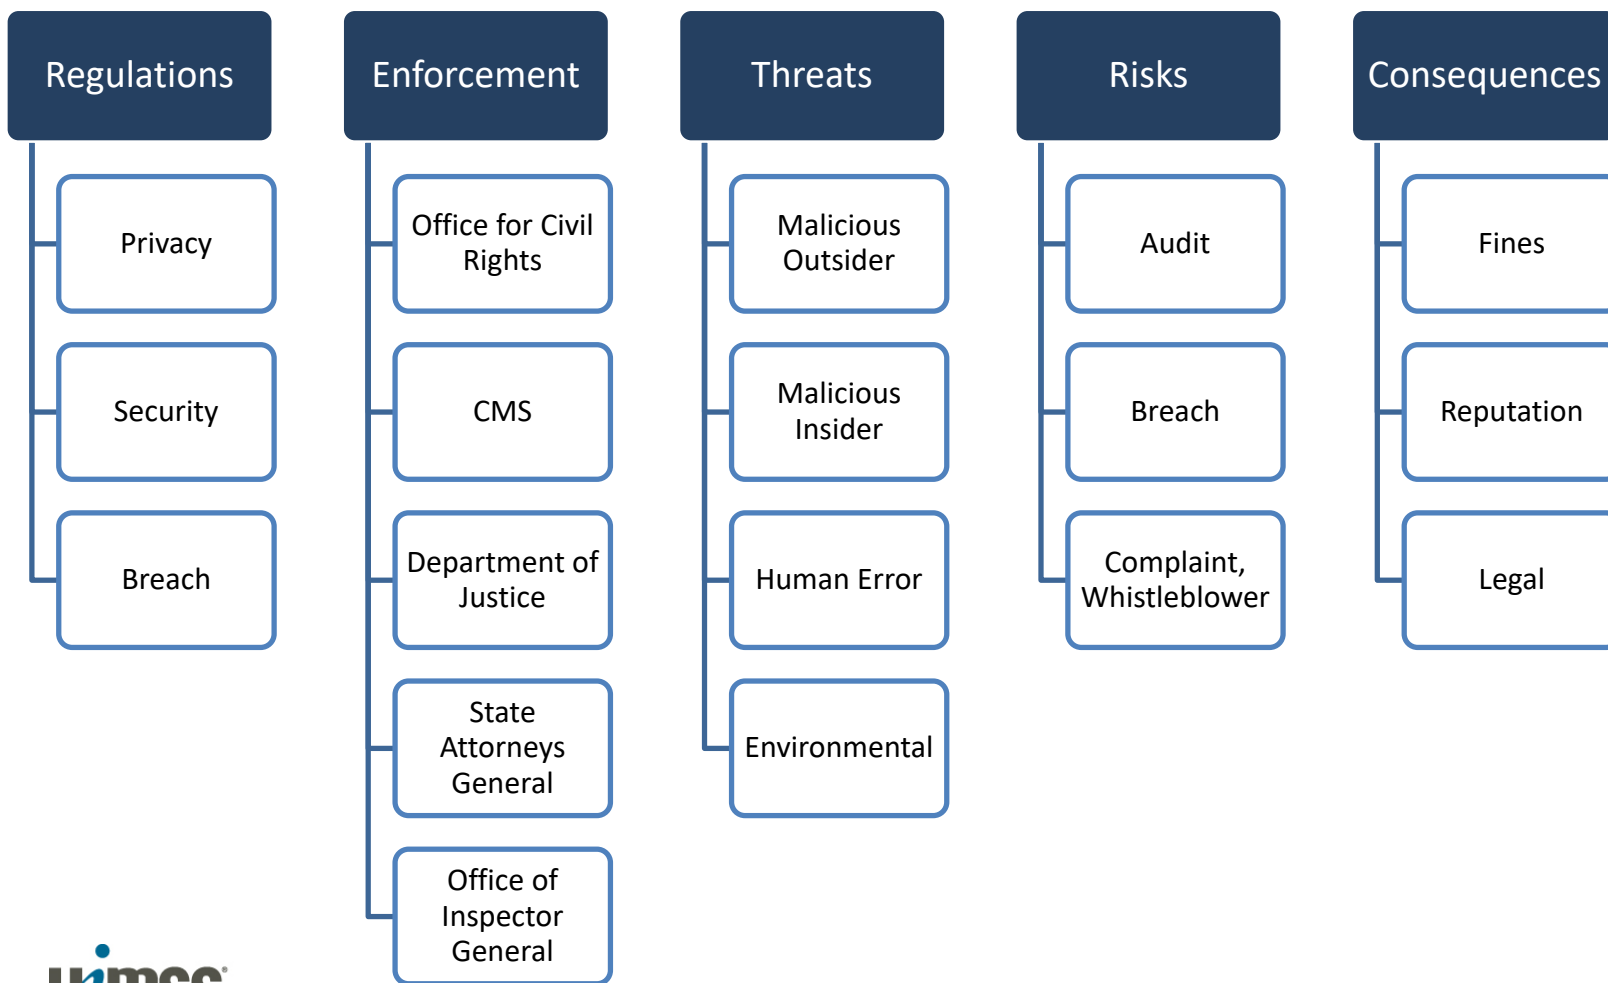 Regulations
Privacy
Security
Breach
Enforcement
Office for Civil
Rights
CMS
Department of
Justice
State
Attorneys
General
Office of
Inspector
General
Threats
Malicious
Outsider
Malicious
Insider
Human Error
Environmental
Risks
Audit
Breach
Complaint,
Whistleblower
Consequences
Fines
Reputation
Legal